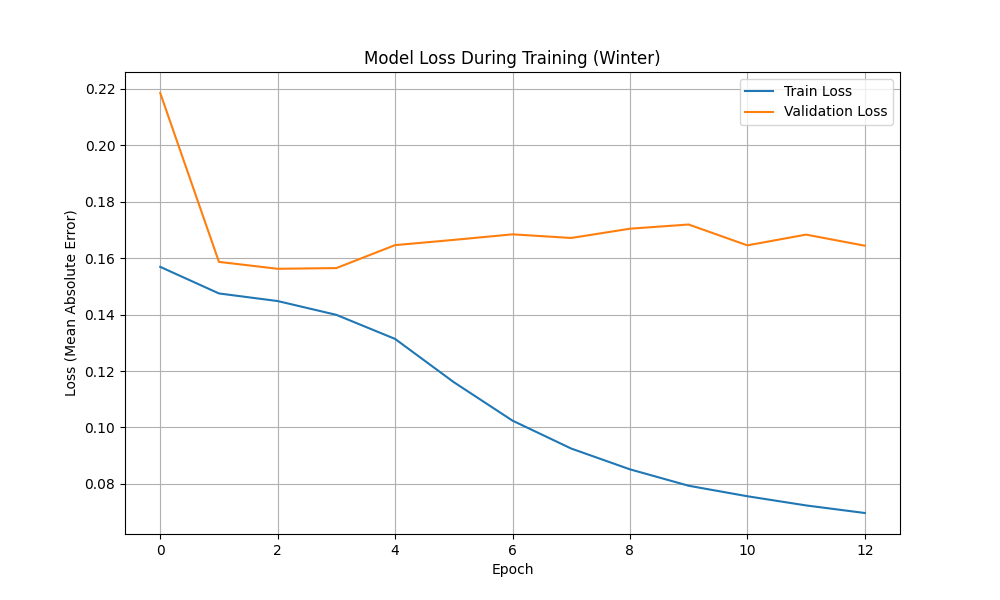 Model Loss During Training (Winter)
Train Loss
Validation Loss
Loss (Mean Absolute Error)
0.22
0.20
0.18
0.16
0.14
0.12
0.10
0.08
0 2 4 6 8 10 12
Epoch